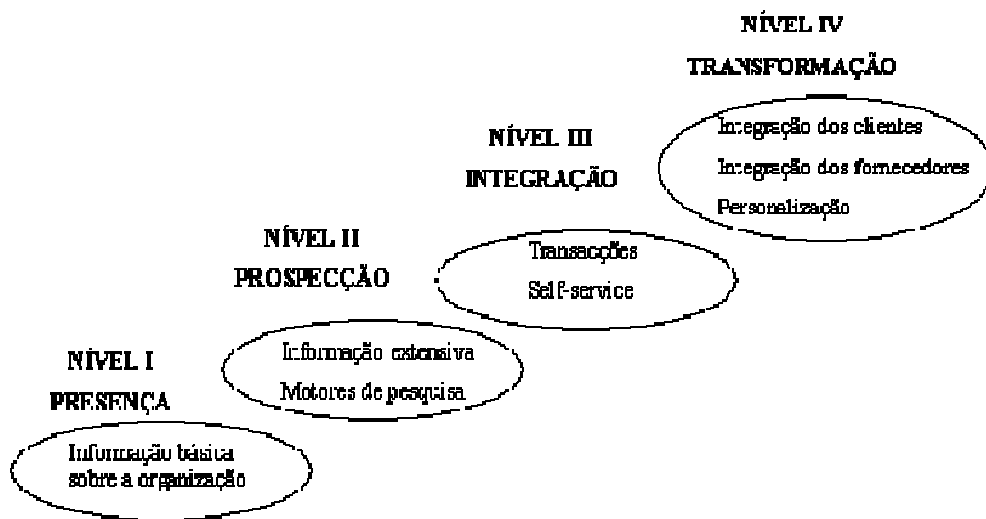 NÍVEL IV
TRANSFORMAÇÃO
Integração dos clientes
Integração dos fornecedores
Personalização
NÍVEL III
INTEGRAÇÃO
Transacções
Self-service
NÍVEL II
PROSPECÇÃO
Informação extensiva
Motores de pesquisa
NÍVEL I
PRESENÇA
Informação básica
sobre a organização